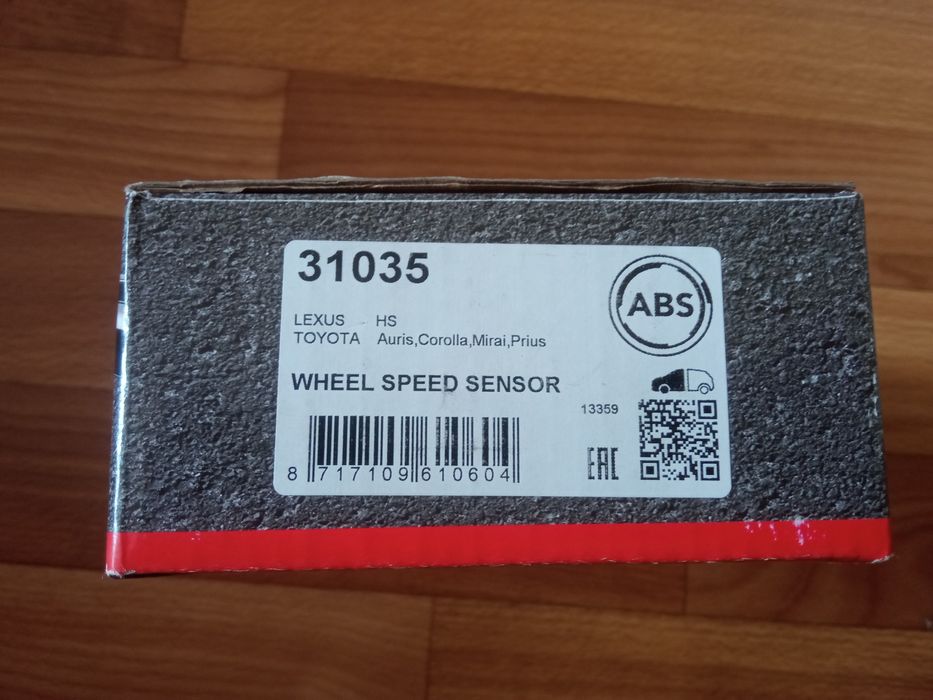 31035
ABS
LEXUS HS
TOYOTA Auris,Corolla,Mirai,Prius
WHEEL SPEED SENSOR
13359
8 717109 610604
EAC